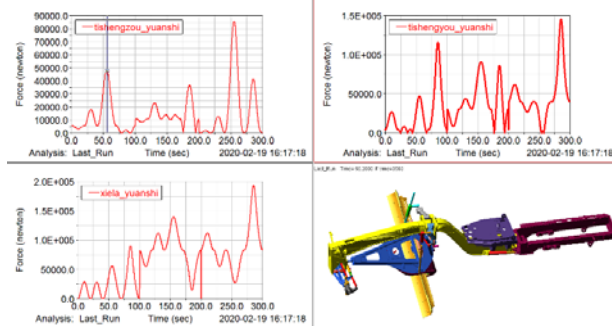 tishengzou_yuanshi
90000.0
80000.0
70000.0
60000.0
50000.0
40000.0
30000.0
20000.0
10000.0
0.0
Force (newton)
0.0 50.0 100.0 150.0 200.0 250.0 300.0
Analysis: Last_Run Time (sec) 2020-02-19 16:17:18
tishengyou_yuanshi
1.5E+005
1.0E+005
50000.0
0.0
Force (newton)
0.0 50.0 100.0 150.0 200.0 250.0 300.0
Analysis: Last_Run Time (sec) 2020-02-19 16:17:18
xiela_yuanshi
2.0E+005
1.5E+005
1.0E+005
50000.0
0.0
Force (newton)
0.0 50.0 100.0 150.0 200.0 250.0 300.0
Analysis: Last_Run Time (sec) 2020-02-19 16:17:18
Last_Run